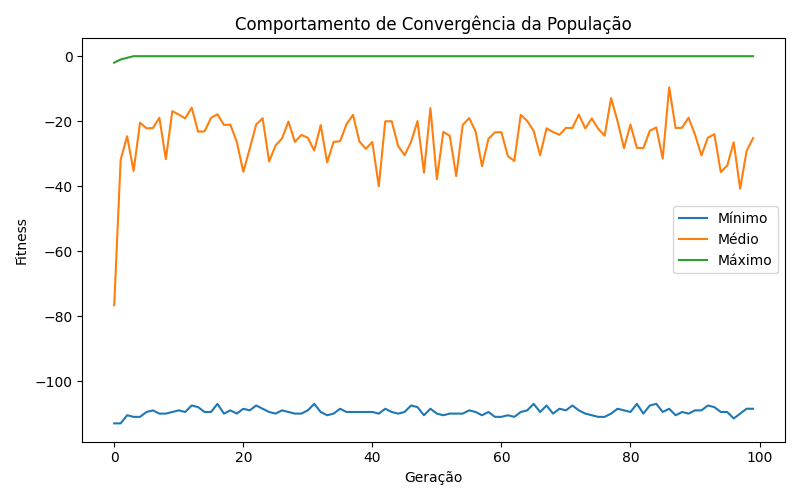 Comportamento de Convergência da População
Fitness
0
−20
−40
−60
−80
−100
Mínimo
Médio
Máximo
0 20 40 60 80 100
Geração